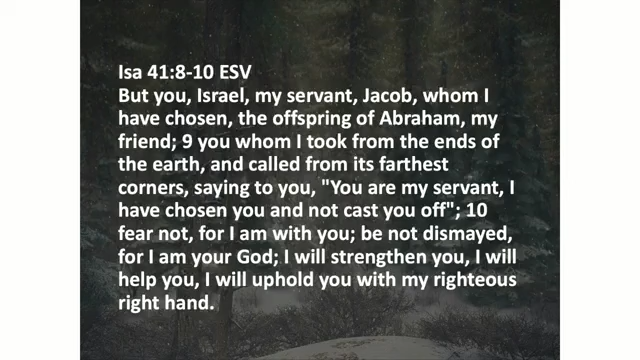 Isa 41:8-10 ESV
But you, Israel, my servant, Jacob, whom I
have chosen, the offspring of Abraham, my
friend; 9 you whom I took from the ends of
the earth, and called from its farthest
corners, saying to you, "You are my servant, I
have chosen you and not cast you off"; 10
fear not, for I am with you; be not dismayed,
for I am your God; I will strengthen you, I will
help you, I will uphold you with my righteous
right hand.